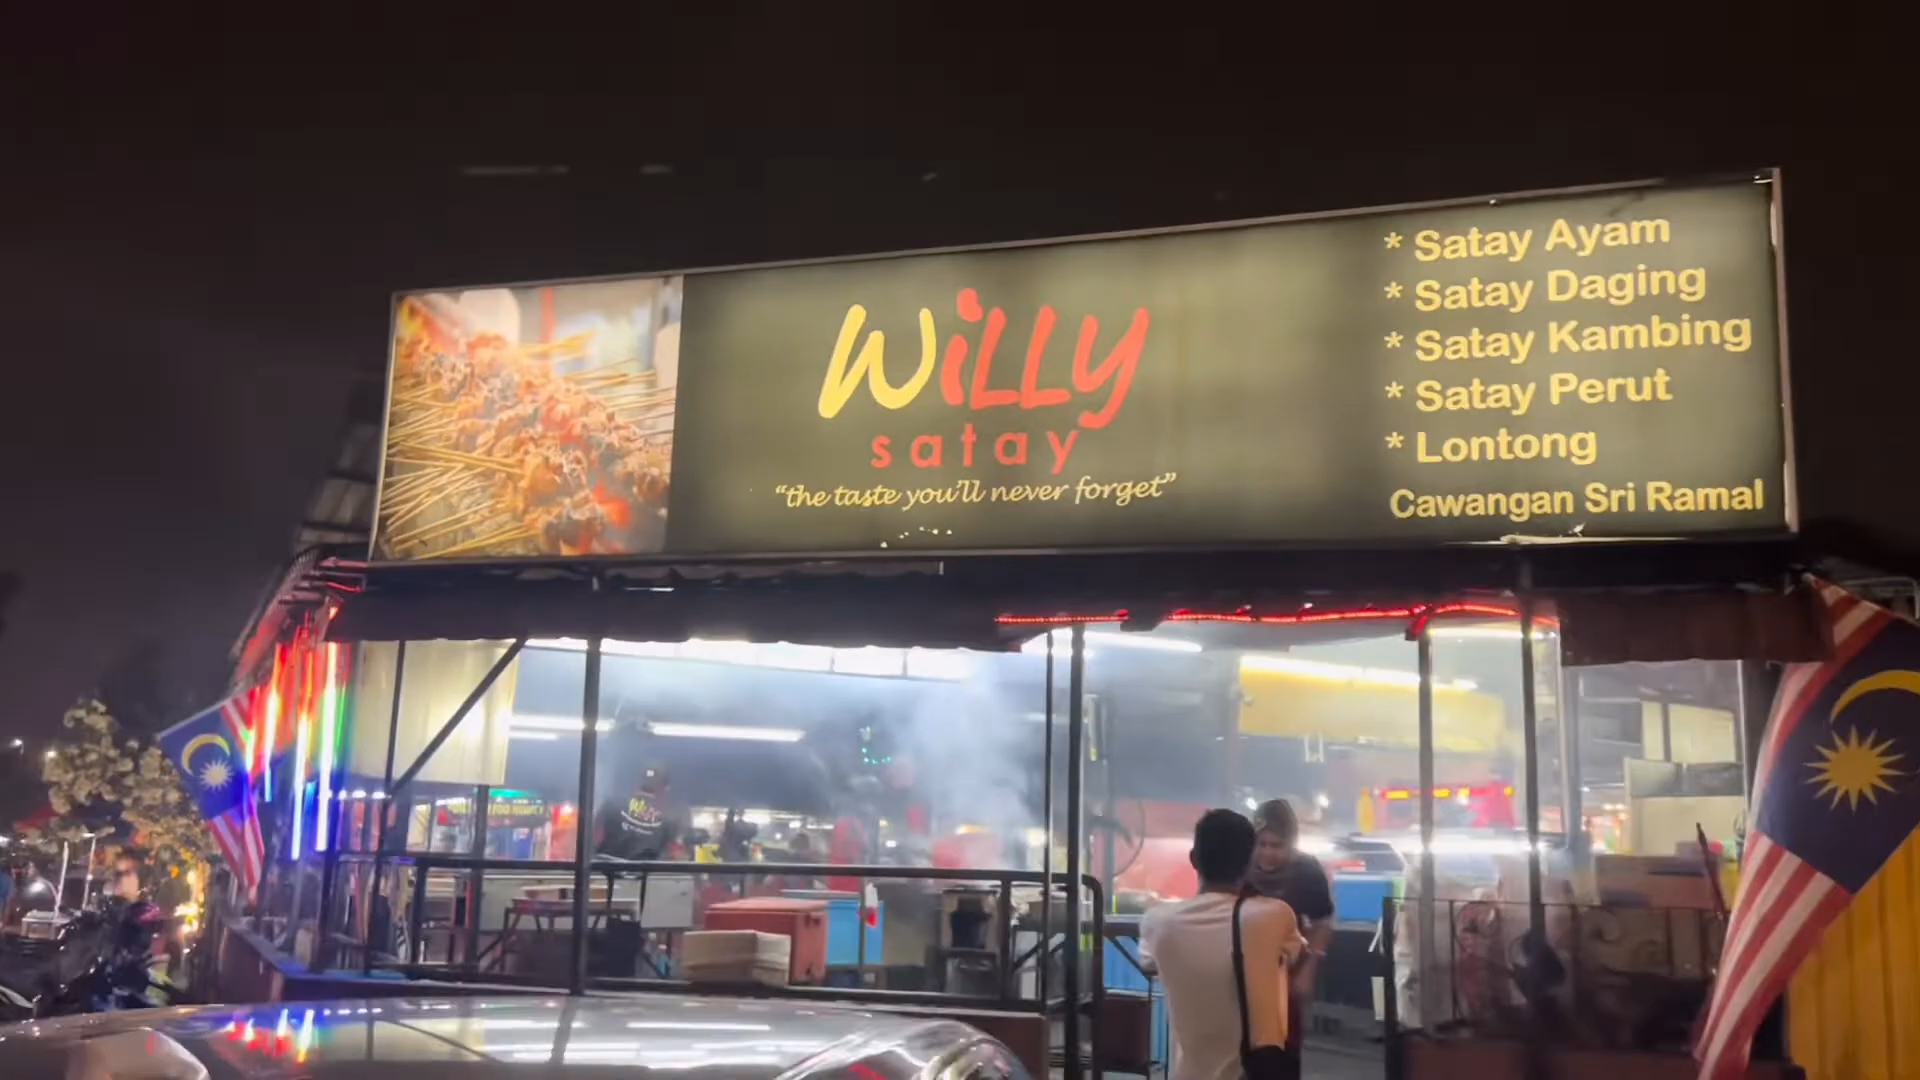 Willy
satay
“the taste you'll never forget”
* Satay Ayam
* Satay Daging
* Satay Kambing
* Satay Perut
* Lontong
Cawangan Sri Ramal
Willy